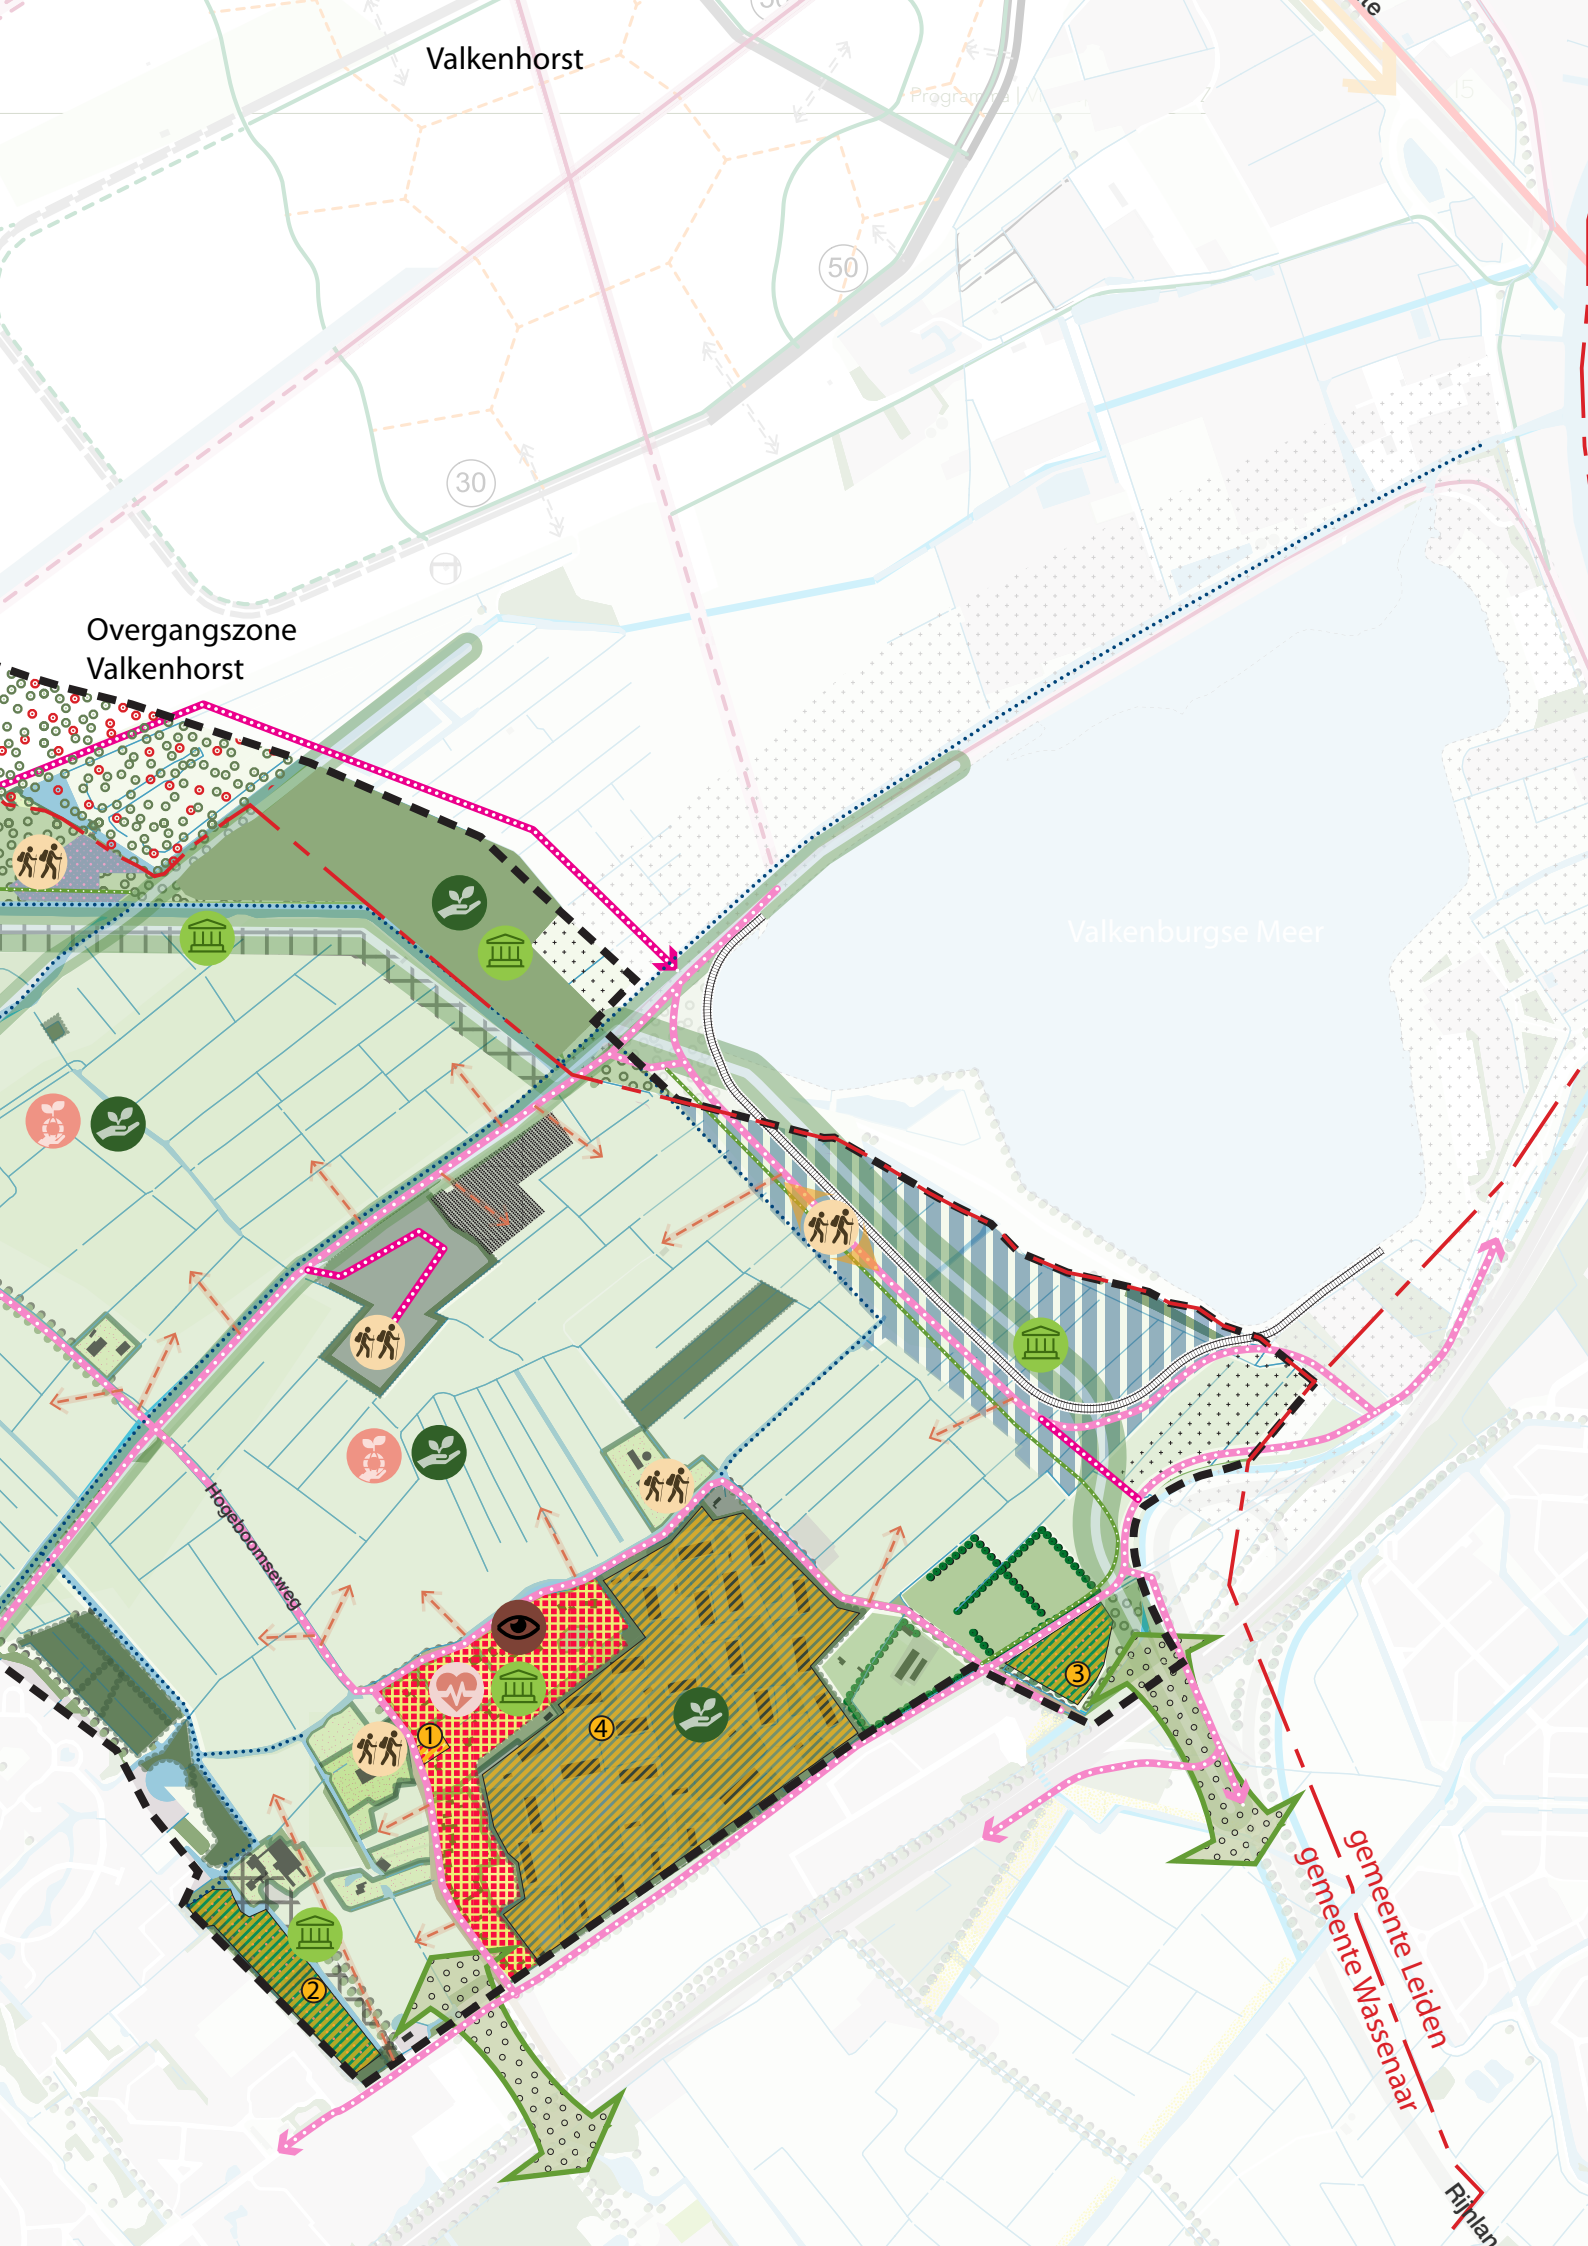 Valkenhorst
50
30
Overgangszone
Valkenhorst
Valkenburgse Meer
Hogeboomseweg
1
4
3
2
gemeente Leiden
gemeente Wassenaar